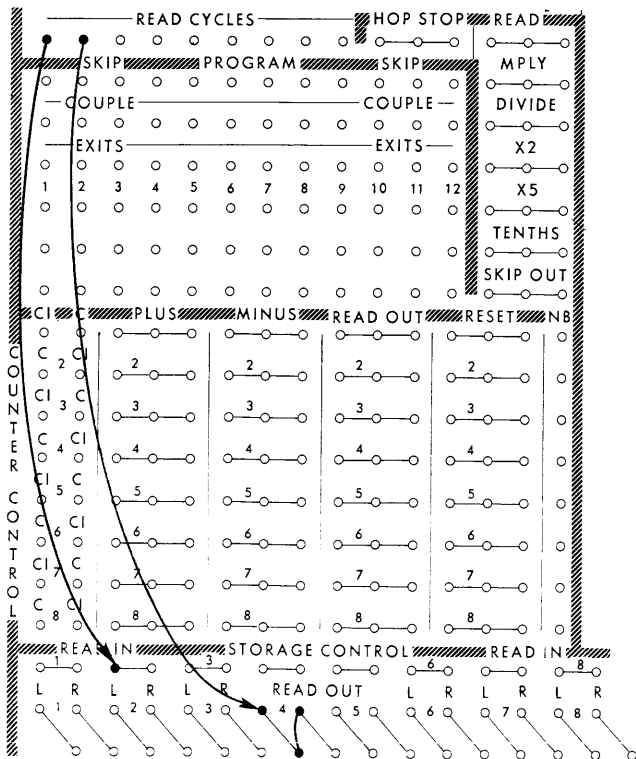 READ CYCLES HOP STOP READ
SKIP PROGRAM SKIP MPLY
COUPLE COUPLE DIVIDE
EXITS EXITS X2
1 2 3 4 5 6 7 8 9 10 11 12 X5
TENTHS
SKIP OUT
CI C PLUS MINUS READ OUT RESET NB
COUNTER CONTROL
C CI
2 2 2 2 2
CI C
3 3 3 3 3
C CI
4 4 4 4 4
CI C
5 5 5 5 5
C CI
6 6 6 6 6
CI C
7 7 7 7 7
C CI
8 8 8 8 8
READ IN STORAGE CONTROL READ IN
1 3 6 8
L R L R L R READ OUT L R L R L R
1 2 3 4 5 6 7 8